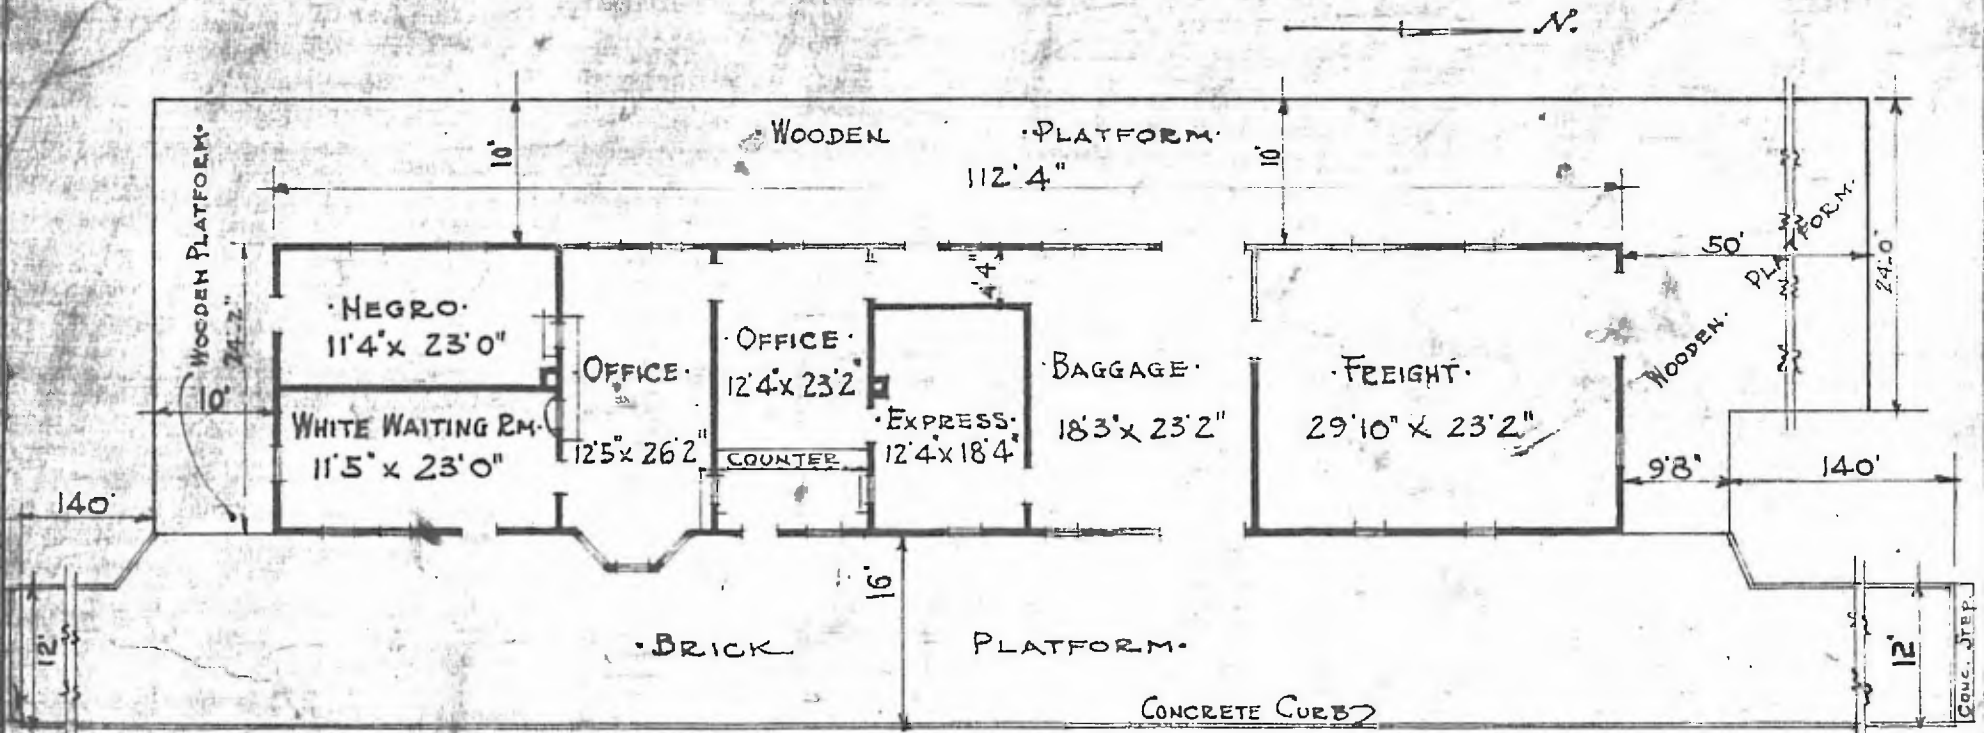 N.
·WOODEN ·PLATFORM·
10'
10'
112'4"
WOODEN PLATFORM·
24'-2"
10'
·NEGRO·
11'4" x 23'0"
WHITE WAITING RM·
11'5" x 23'0"
·OFFICE·
12'5" x 26'2"
·OFFICE·
12'4" x 23'2"
COUNTER
4'4"
·EXPRESS·
12'4" x 18'4"
·BAGGAGE·
18'3" x 23'2"
·FREIGHT·
29'10" x 23'2"
50'
WOODEN· PLATFORM.
24'-0"
9'8"
140'
140'
12'
16'
·BRICK PLATFORM·
CONCRETE CURB
12'
CONC. STEP